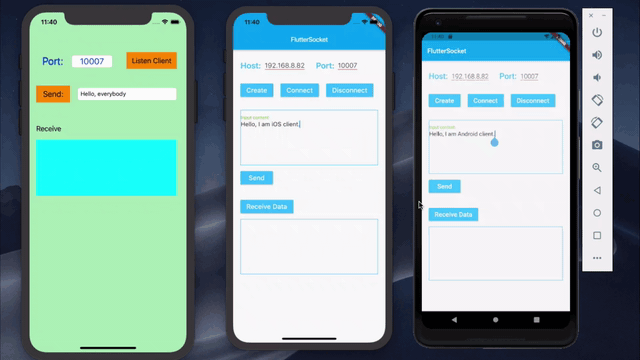 11:40
Port: 10007 Listen Client
Send: Hello, everybody
Receive
11:40
FlutterSocket
Host: 192.168.8.82 Port: 10007
Create Connect Disconnect
Input content
Hello, I am iOS client.
Send
Receive Data
11:40
FlutterSocket
Host: 192.168.8.82 Port: 10007
Create Connect Disconnect
Input content
Hello, I am Android client.
Send
Receive Data